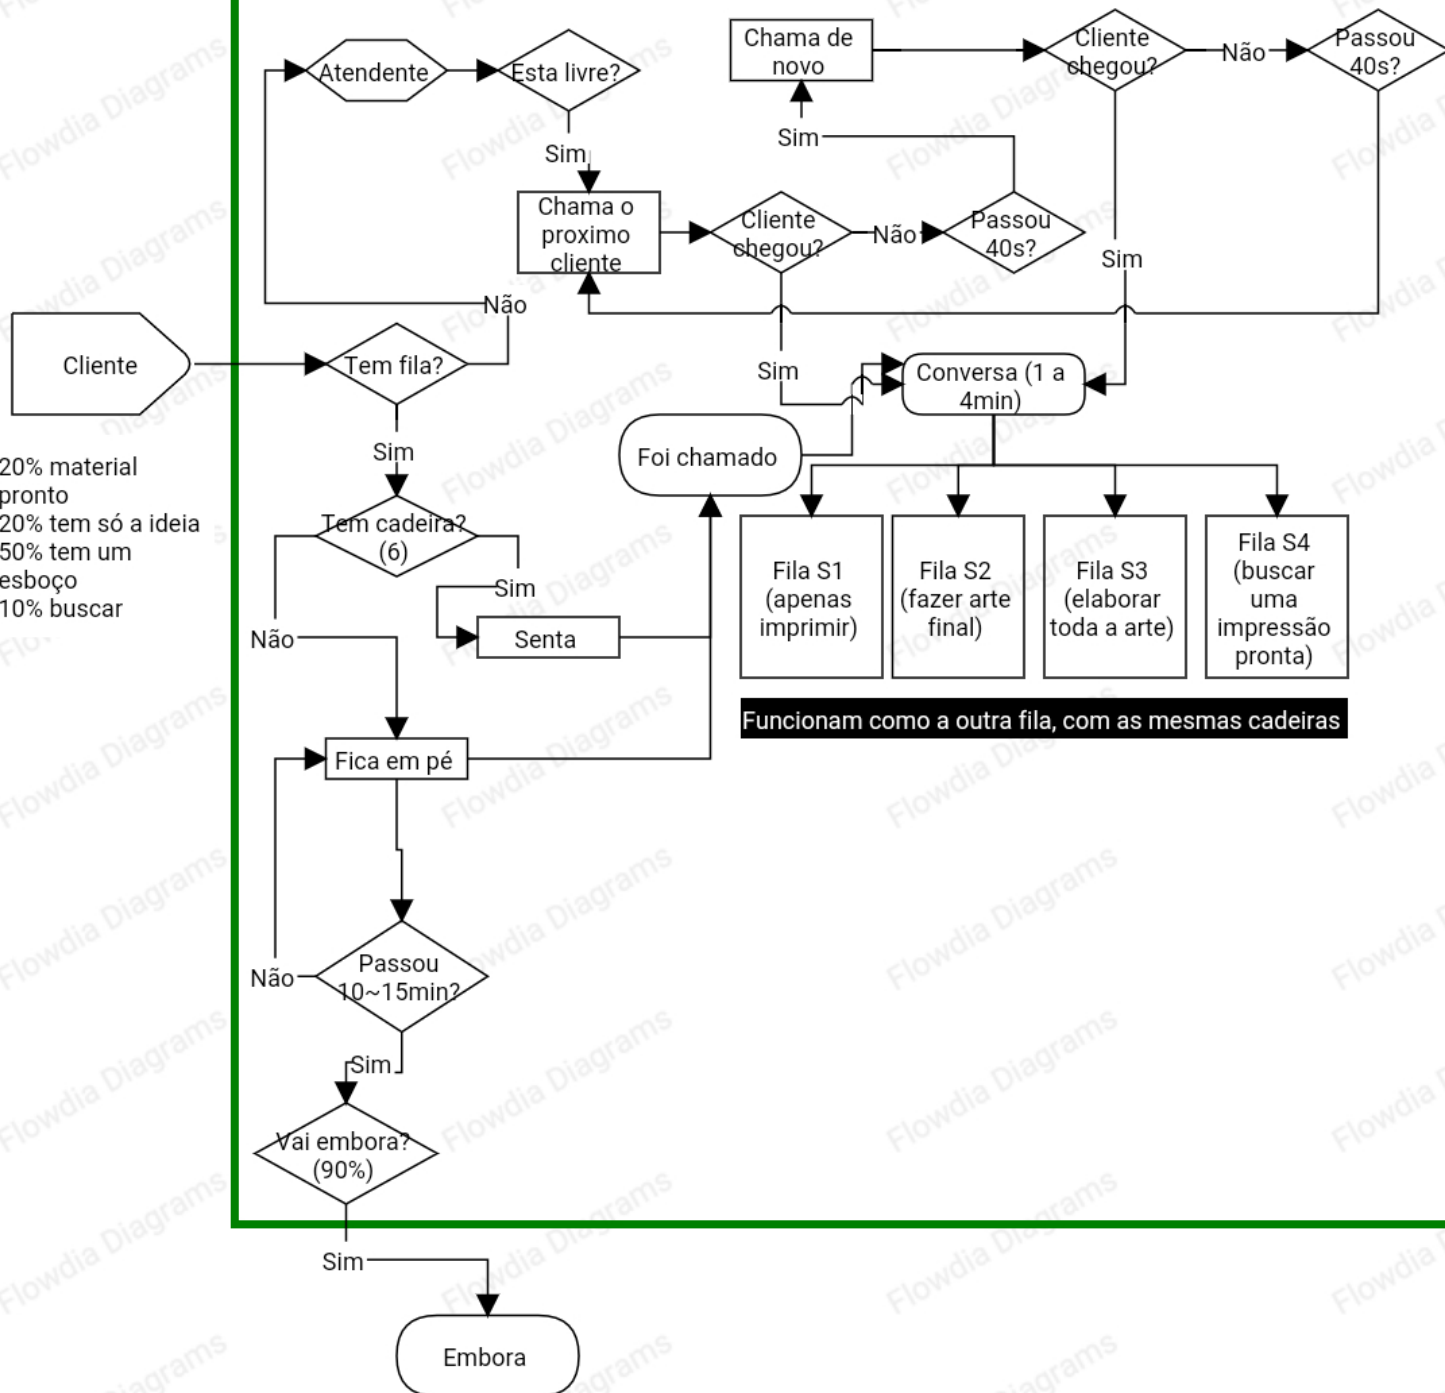 Chama de
novo
Cliente
chegou?
Não
Passou
40s?
Atendente
Esta livre?
Sim
Sim
Chama o
proximo
cliente
Cliente
chegou?
Não
Passou
40s?
Sim
Não
Cliente
Tem fila?
Sim
Conversa (1 a
4min)
Sim
Foi chamado
20% material
pronto
20% tem só a ideia
50% tem um
esboço
10% buscar
Tem cadeira?
(6)
Sim
Não
Senta
Fila S1
(apenas
imprimir)
Fila S2
(fazer arte
final)
Fila S3
(elaborar
toda a arte)
Fila S4
(buscar
uma
impressão
pronta)
Funcionam como a outra fila, com as mesmas cadeiras
Fica em pé
Passou
10~15min?
Não
Sim
Vai embora?
(90%)
Sim
Embora
Flowdia Diagrams